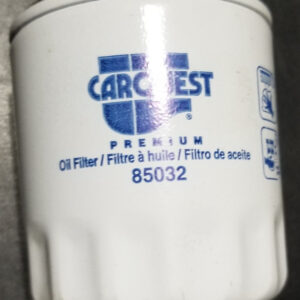 CARQUEST
®
PREMIUM
Oil Filter / Filtre à huile / Filtro de aceite
85032